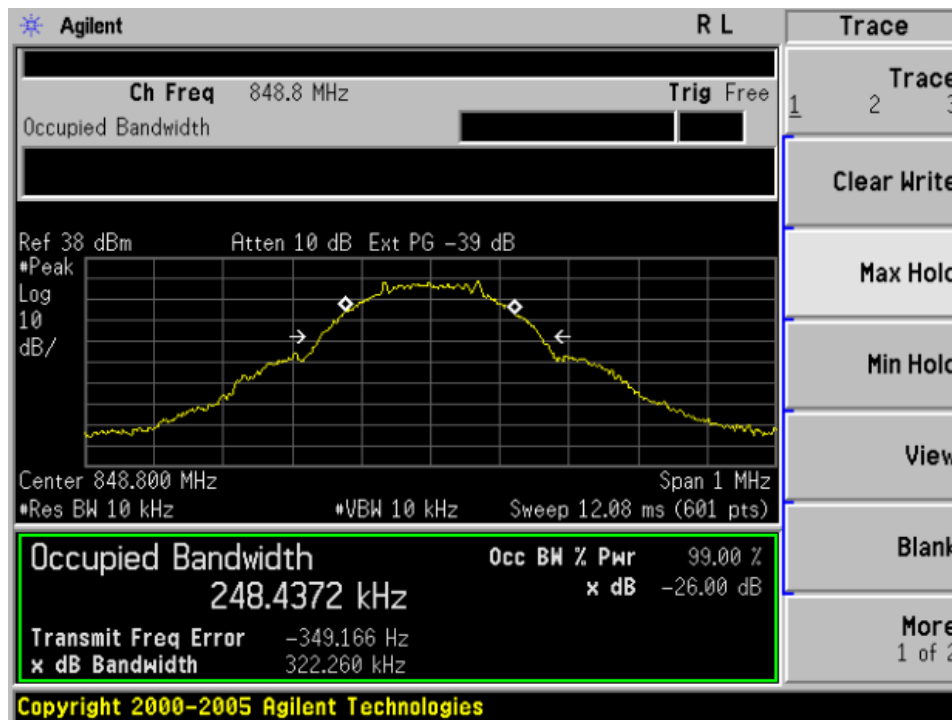 Agilent R L Trace
Ch Freq 848.8 MHz Trig Free
Occupied Bandwidth
Trace
1 2 3
Clear Write
Max Hold
Min Hold
View
Blank
More
1 of 2
Ref 38 dBm Atten 10 dB Ext PG -39 dB
#Peak
Log
10
dB/
Center 848.800 MHz Span 1 MHz
#Res BW 10 kHz #VBW 10 kHz Sweep 12.08 ms (601 pts)
Occupied Bandwidth Occ BW % Pwr 99.00 %
248.4372 kHz x dB -26.00 dB
Transmit Freq Error -349.166 Hz
x dB Bandwidth 322.260 kHz
Copyright 2000-2005 Agilent Technologies